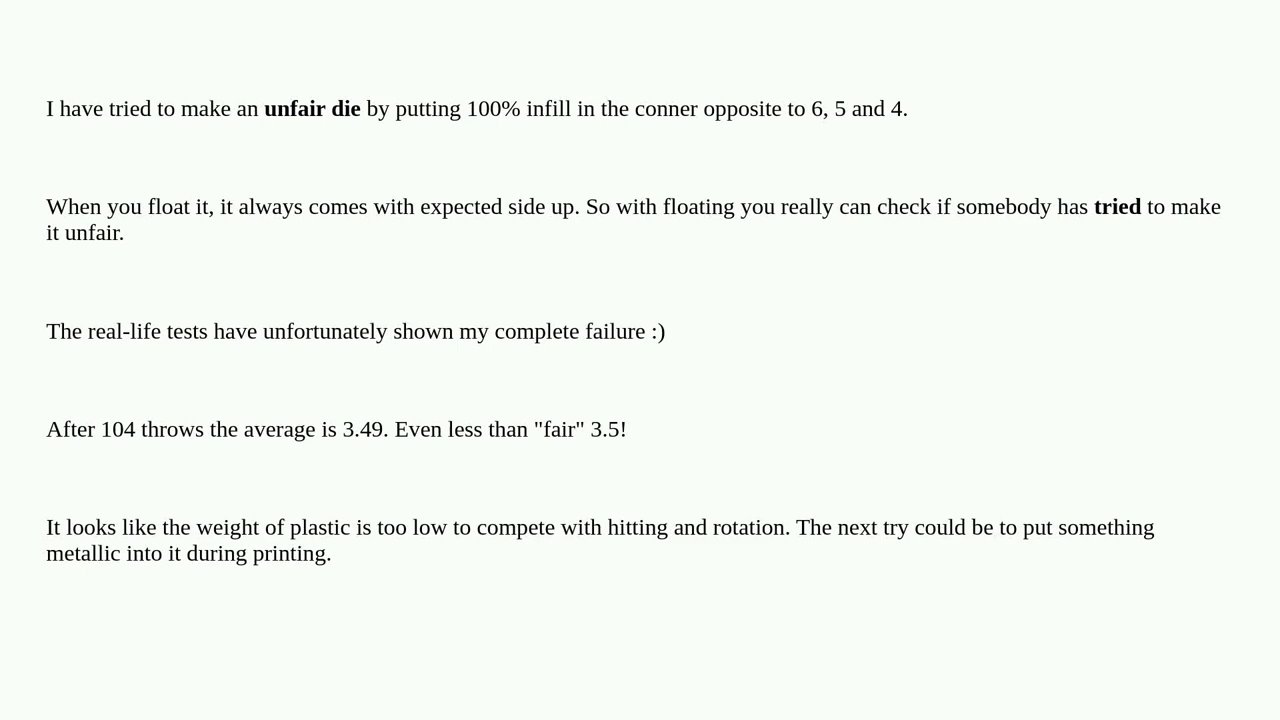 I have tried to make an unfair die by putting 100% infill in the conner opposite to 6, 5 and 4.
When you float it, it always comes with expected side up. So with floating you really can check if somebody has tried to make
it unfair.
The real-life tests have unfortunately shown my complete failure :)
After 104 throws the average is 3.49. Even less than "fair" 3.5!
It looks like the weight of plastic is too low to compete with hitting and rotation. The next try could be to put something
metallic into it during printing.